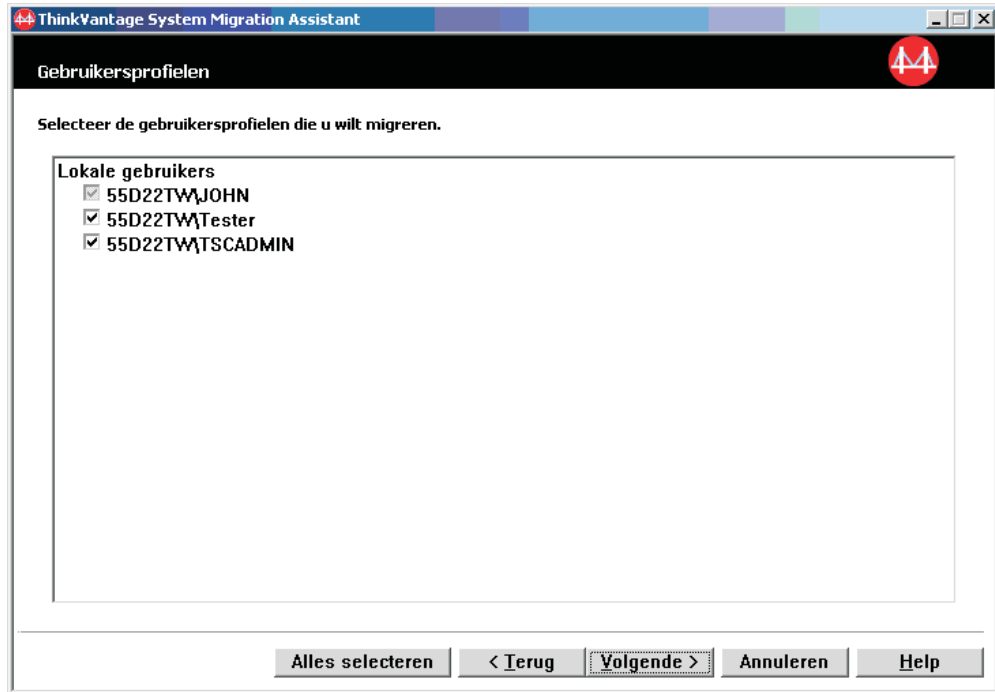 ThinkVantage System Migration Assistant
Gebruikersprofielen
Selecteer de gebruikersprofielen die u wilt migreren.
Lokale gebruikers
55D22TW\JOHN
55D22TW\Tester
55D22TW\TSCADMIN
Alles selecteren < Terug Volgende > Annuleren Help